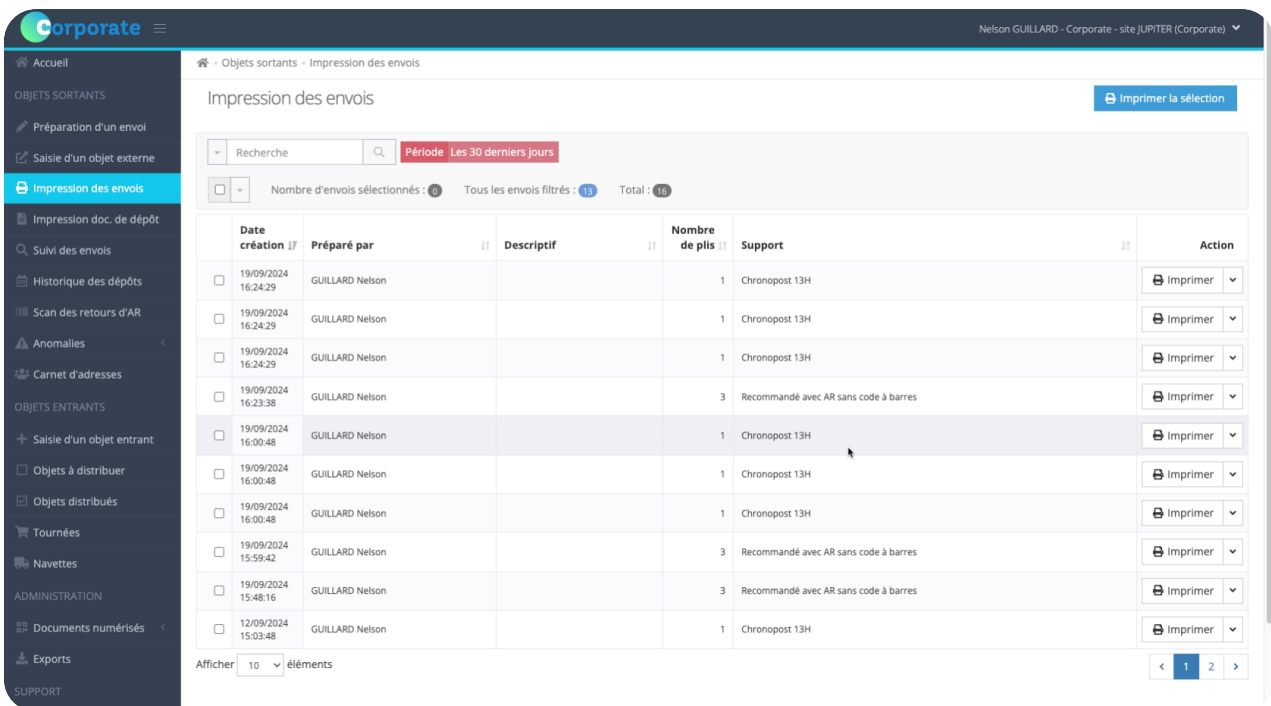 Corporate
Nelson GUILLARD - Corporate - site JUPITER (Corporate)
Accueil
OBJETS SORTANTS
Préparation d'un envoi
Saisie d'un objet externe
Impression des envois
Impression doc. de dépôt
Suivi des envois
Historique des dépôts
Scan des retours d'AR
Anomalies
Carnet d'adresses
OBJETS ENTRANTS
Saisie d'un objet entrant
Objets à distribuer
Objets distribués
Tournées
Navettes
ADMINISTRATION
Documents numérisés
Exports
SUPPORT
Objets sortants Impression des envois
Impression des envois
Imprimer la sélection
Recherche
Période Les 30 derniers jours
Nombre d'envois sélectionnés : 0 Tous les envois filtrés : 13 Total : 16
Date création Préparé par Descriptif Nombre de plis Support Action
19/09/2024 16:24:29 GUILLARD Nelson 1 Chronopost 13H Imprimer
19/09/2024 16:24:29 GUILLARD Nelson 1 Chronopost 13H Imprimer
19/09/2024 16:24:29 GUILLARD Nelson 1 Chronopost 13H Imprimer
19/09/2024 16:23:38 GUILLARD Nelson 3 Recommandé avec AR sans code à barres Imprimer
19/09/2024 16:00:48 GUILLARD Nelson 1 Chronopost 13H Imprimer
19/09/2024 16:00:48 GUILLARD Nelson 1 Chronopost 13H Imprimer
19/09/2024 16:00:48 GUILLARD Nelson 1 Chronopost 13H Imprimer
19/09/2024 15:59:42 GUILLARD Nelson 3 Recommandé avec AR sans code à barres Imprimer
19/09/2024 15:48:16 GUILLARD Nelson 3 Recommandé avec AR sans code à barres Imprimer
12/09/2024 15:03:48 GUILLARD Nelson 1 Chronopost 13H Imprimer
Afficher 10 éléments
1 2